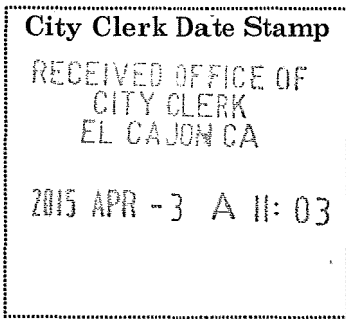 City Clerk Date Stamp
RECEIVED OFFICE OF
CITY CLERK
EL CAJON CA
2015 APR - 3 A 11: 03